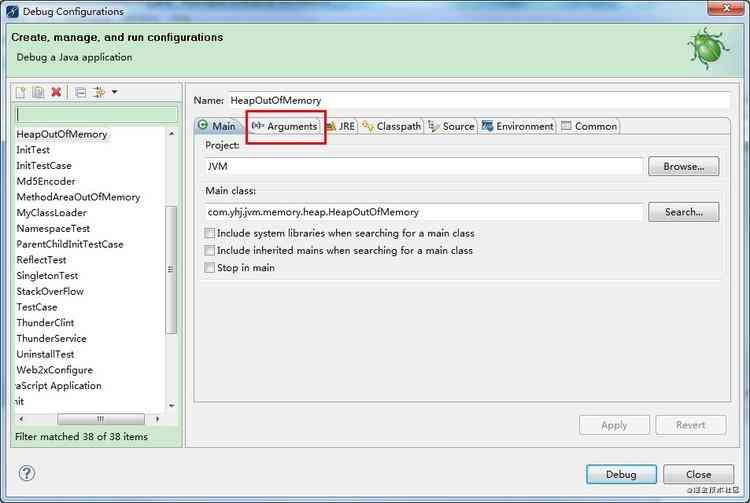 Debug Configurations
Create, manage, and run configurations
Debug a Java application
Name: HeapOutOfMemory
Main
(x)= Arguments
JRE
Classpath
Source
Environment
Common
HeapOutOfMemory
InitTest
InitTestCase
Md5Encoder
MethodAreaOutOfMemory
MyClassLoader
NamespaceTest
ParentChildInitTestCase
ReflectTest
SingletonTest
StackOverFlow
TestCase
ThunderClint
ThunderService
UninstallTest
Web2xConfigure
aScript Application
nit
Filter matched 38 of 38 items
Project:
JVM
Browse...
Main class:
com.yhj.jvm.memory.heap.HeapOutOfMemory
Search...
Include system libraries when searching for a main class
Include inherited mains when searching for a main class
Stop in main
Apply
Revert
Debug
Close
@掘金技术社区